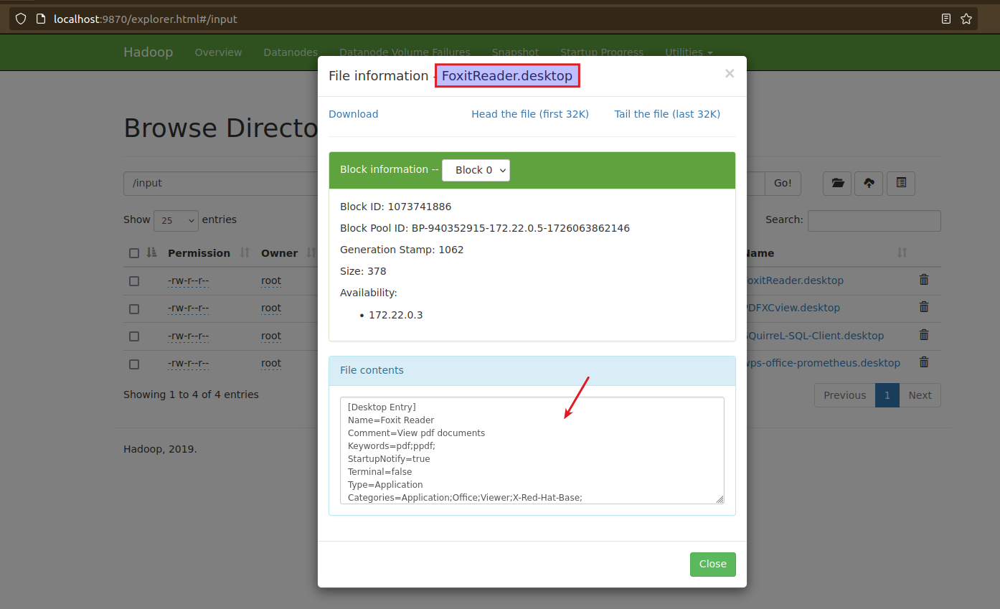 localhost:9870/explorer.html#/input
Hadoop Overview Datanodes Datanode Volume Failures Snapshot Startup Progress Utilities
File information - FoxitReader.desktop ×
Download Head the file (first 32K) Tail the file (last 32K)
Browse Directo
Block information -- Block 0
/input Go!
Block ID: 1073741886
Block Pool ID: BP-940352915-172.22.0.5-1726063862146
Show 25 entries Search:
Generation Stamp: 1062
Permission Owner Name
Size: 378
-rw-r--r-- root oxitReader.desktop
Availability:
-rw-r--r-- root PDFXCview.desktop
• 172.22.0.3
-rw-r--r-- root SQuirreL-SQL-Client.desktop
-rw-r--r-- root wps-office-prometheus.desktop
File contents
Showing 1 to 4 of 4 entries Previous 1 Next
[Desktop Entry]
Name=Foxit Reader
Comment=View pdf documents
Keywords=pdf;ppdf;
Hadoop, 2019.
StartupNotify=true
Terminal=false
Type=Application
Categories=Application;Office;Viewer;X-Red-Hat-Base;
Close